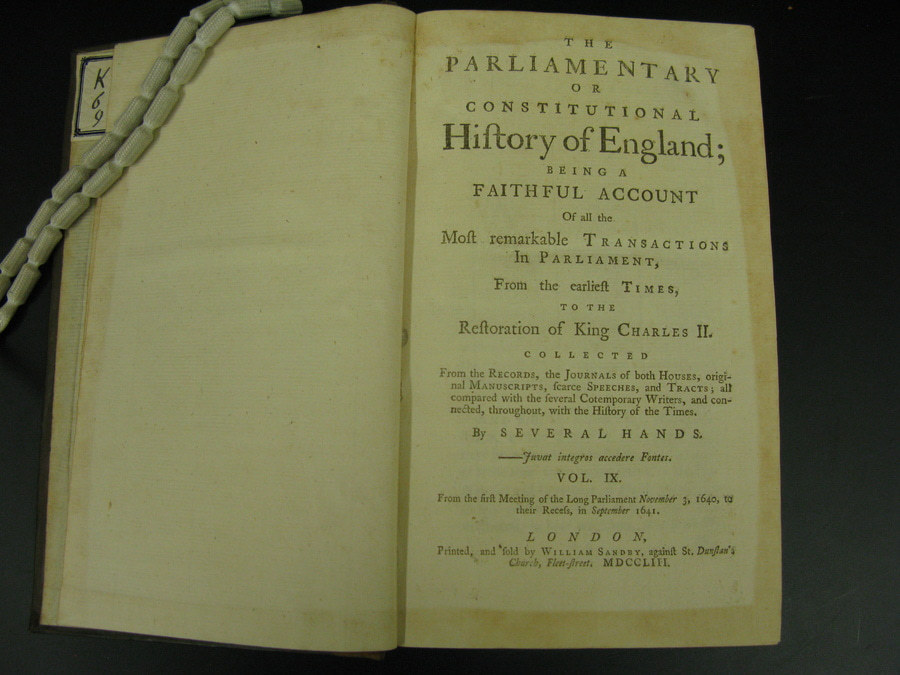 K
69
THE
PARLIAMENTARY
OR
CONSTITUTIONAL
Hiſtory of England;
BEING A
FAITHFUL ACCOUNT
Of all the
Moſt remarkable TRANSACTIONS
In PARLIAMENT,
From the earlieſt TIMES,
TO THE
Reſtoration of King CHARLES II.
COLLECTED
From the RECORDS, the JOURNALS of both HOUSES, origi-
nal MANUSCRIPTS, ſcarce SPEECHES, and TRACTS; all
compared with the ſeveral Cotemporary Writers, and con-
nected, throughout, with the Hiſtory of the Times.
By SEVERAL HANDS.
——Juvat integros accedere Fontes.
VOL. IX.
From the firſt Meeting of the Long Parliament November 3, 1640, to
their Receſs, in September 1641.
LONDON,
Printed, and ſold by WILLIAM SANDBY, againſt St. Dunſtan's
Church, Fleet-ſtreet. MDCCLIII.